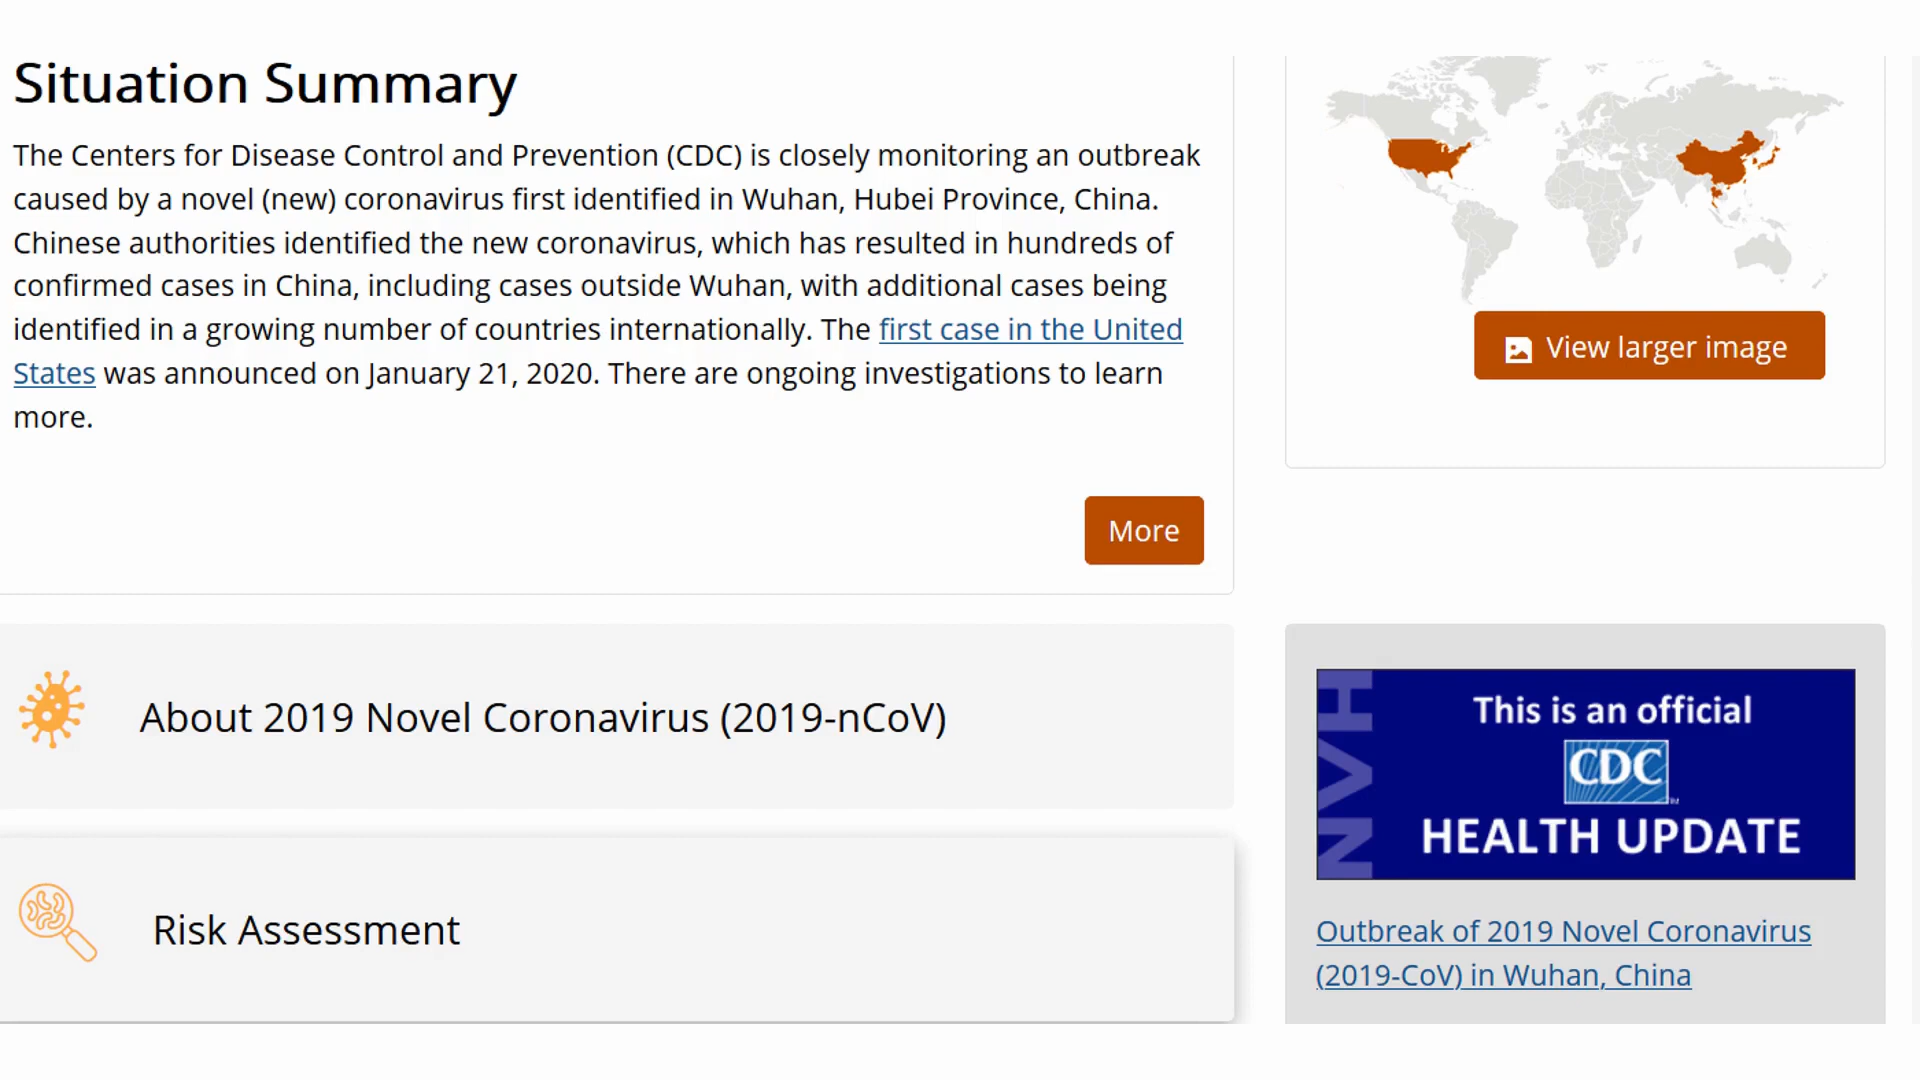 Situation Summary
The Centers for Disease Control and Prevention (CDC) is closely monitoring an outbreak
caused by a novel (new) coronavirus first identified in Wuhan, Hubei Province, China.
Chinese authorities identified the new coronavirus, which has resulted in hundreds of
confirmed cases in China, including cases outside Wuhan, with additional cases being
identified in a growing number of countries internationally. The first case in the United
States was announced on January 21, 2020. There are ongoing investigations to learn
more.
More
About 2019 Novel Coronavirus (2019-nCoV)
Risk Assessment
View larger image
HAN
This is an official
CDC
TM
HEALTH UPDATE
Outbreak of 2019 Novel Coronavirus
(2019-CoV) in Wuhan, China